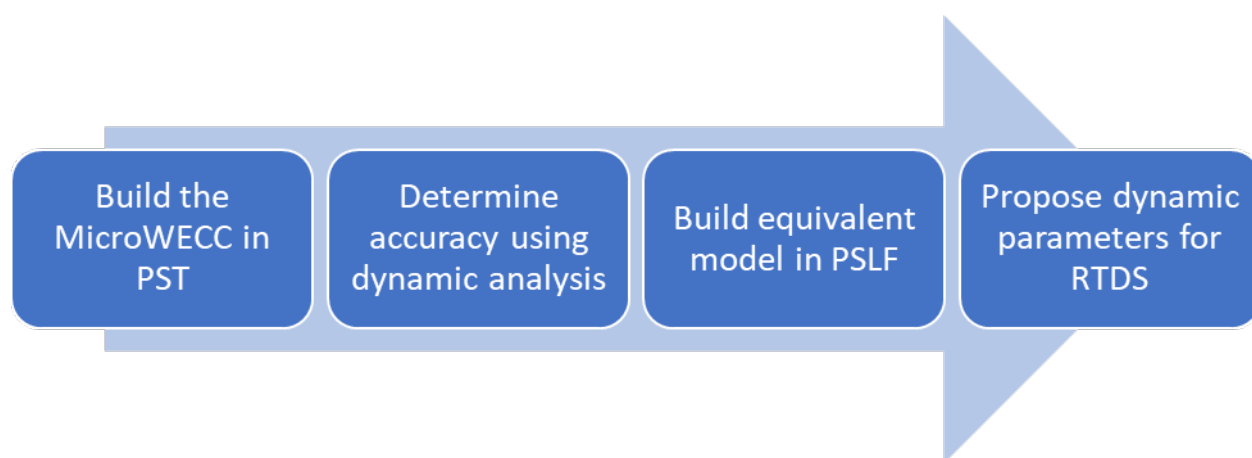 Build the
MicroWECC in
PST
Determine
accuracy using
dynamic analysis
Build equivalent
model in PSLF
Propose dynamic
parameters for
RTDS